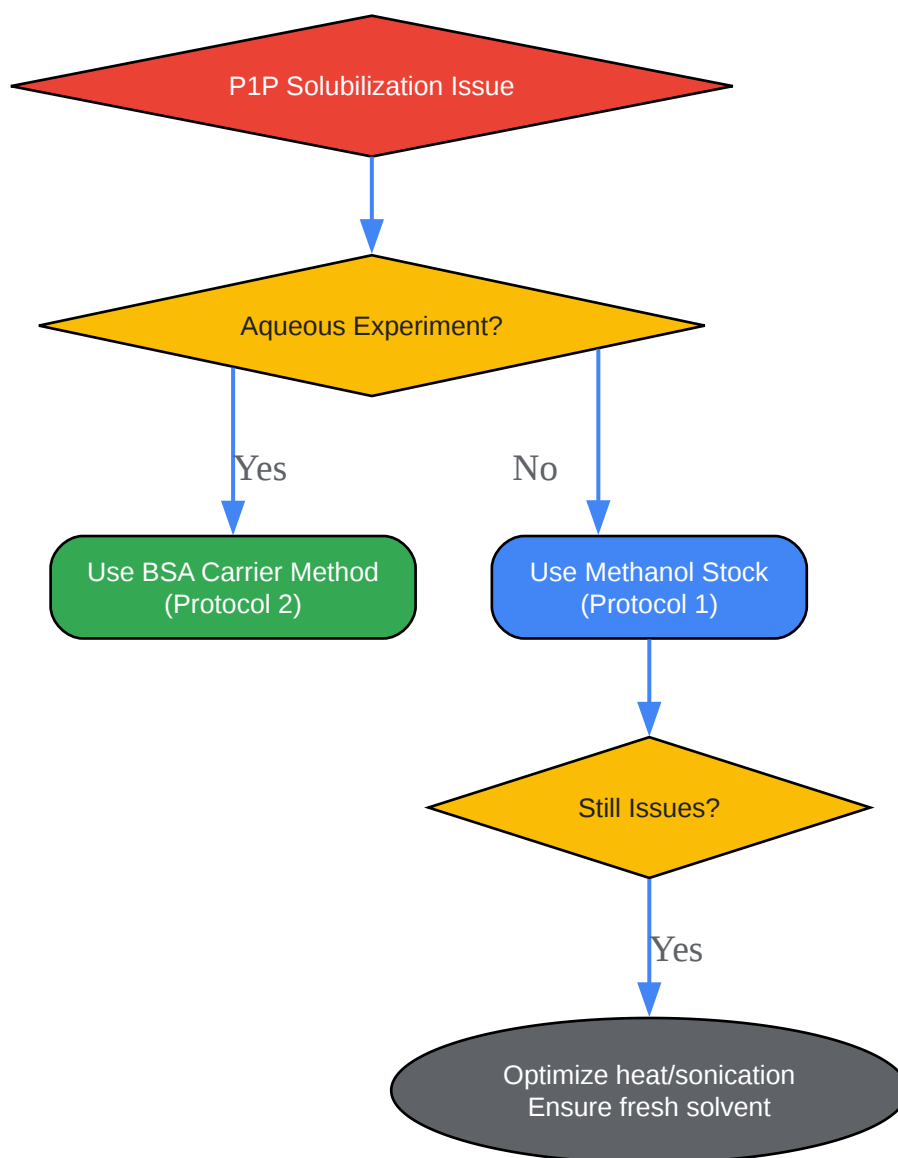 P1P Solubilization Issue
Aqueous Experiment?
Yes
No
Use BSA Carrier Method
(Protocol 2)
Use Methanol Stock
(Protocol 1)
Still Issues?
Yes
Optimize heat/sonication
Ensure fresh solvent